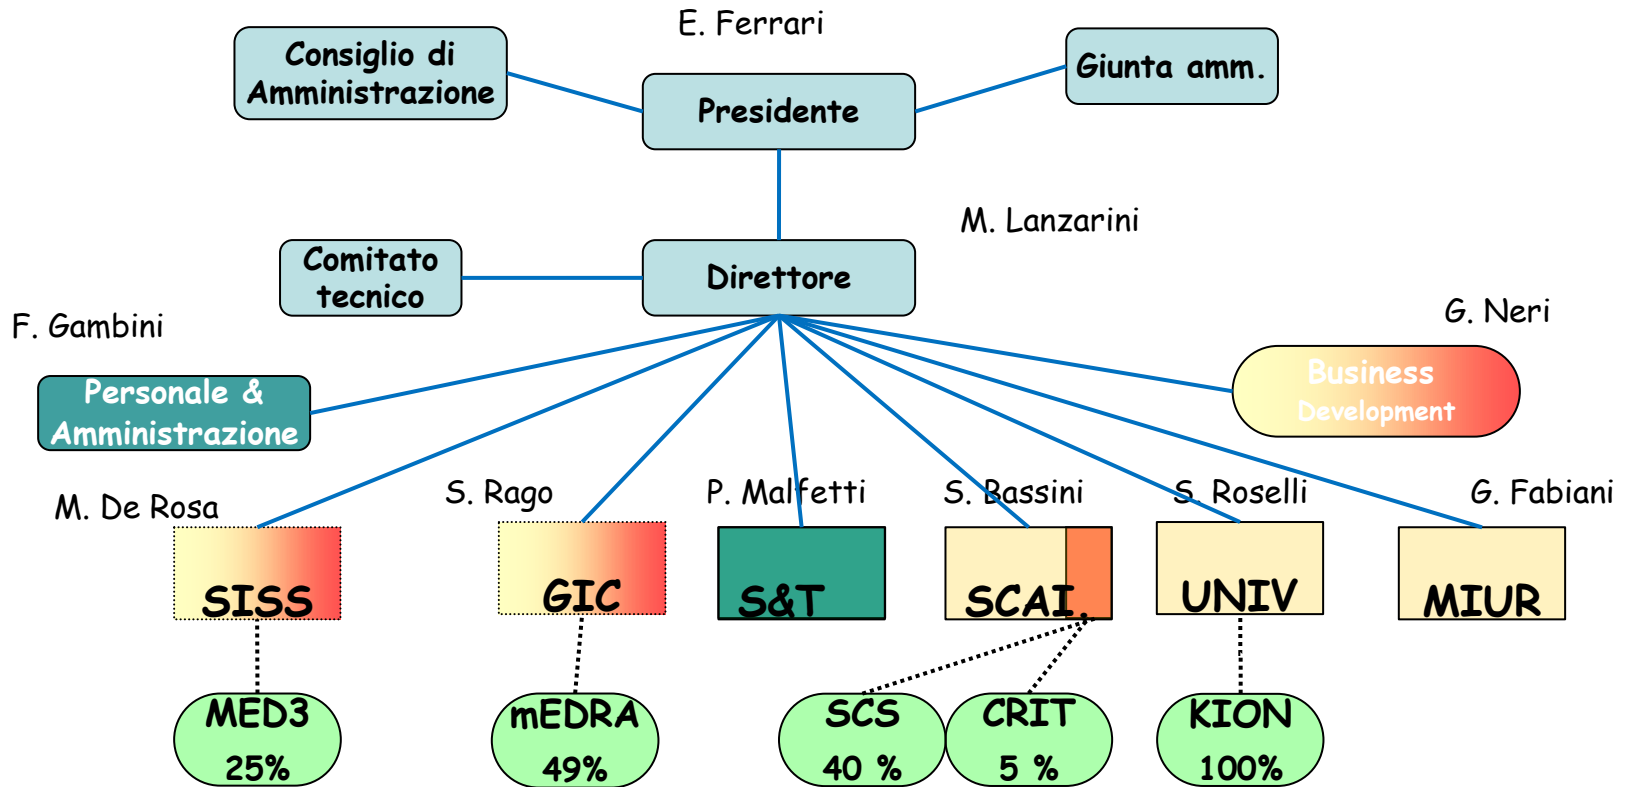 E. Ferrari
Consiglio di
Amministrazione
Giunta amm.
Presidente
M. Lanzarini
Comitato
tecnico
Direttore
F. Gambini
G. Neri
Personale &
Amministrazione
Business
Development
M. De Rosa
S. Rago
P. Malfetti
S. Bassini
S. Roselli
G. Fabiani
SISS
GIC
S&T
SCAI.
UNIV
MIUR
MED3
25%
mEDRA
49%
SCS
40 %
CRIT
5 %
KION
100%